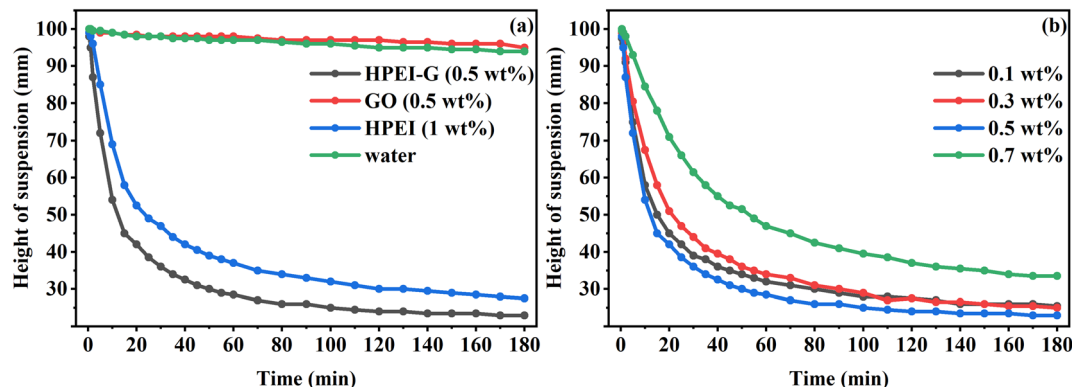 (a)
100
90
80
70
60
50
40
30
Height of suspension (mm)
HPEI-G (0.5 wt%)
GO (0.5 wt%)
HPEI (1 wt%)
water
0 20 40 60 80 100 120 140 160 180
Time (min)
(b)
100
90
80
70
60
50
40
30
Height of suspension (mm)
0.1 wt%
0.3 wt%
0.5 wt%
0.7 wt%
0 20 40 60 80 100 120 140 160 180
Time (min)